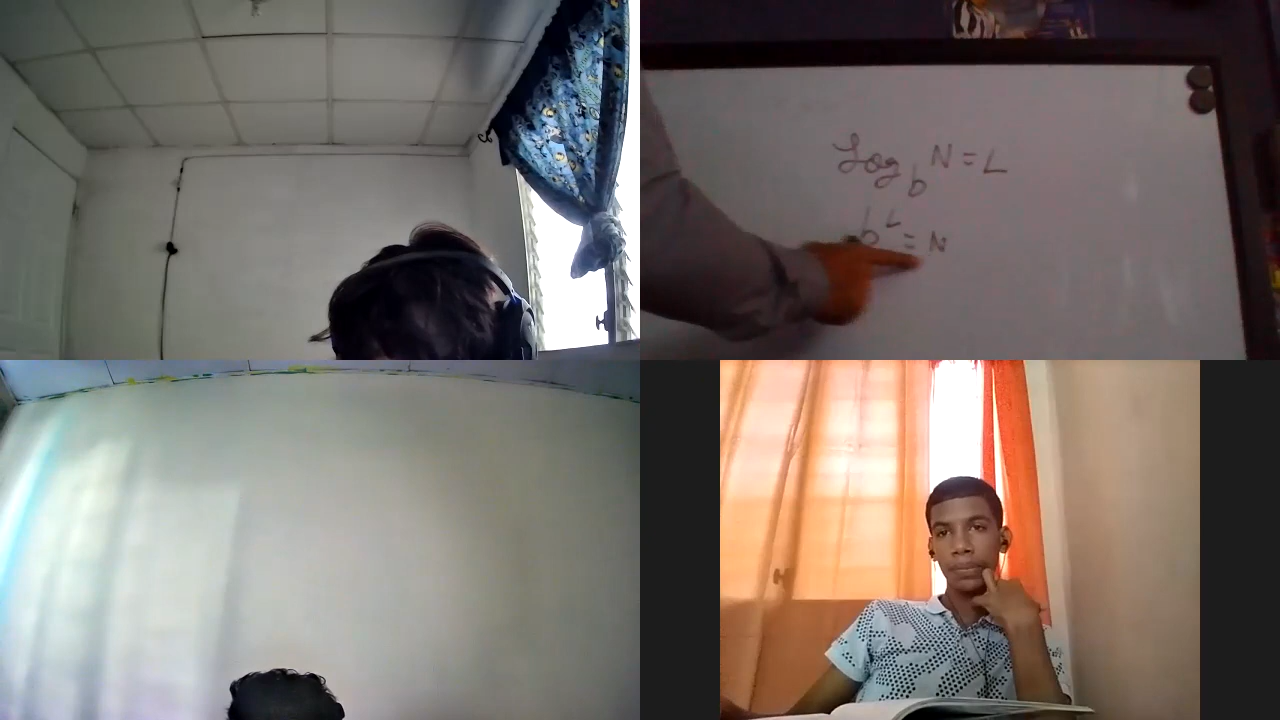 Log_b N = L
b^L = N